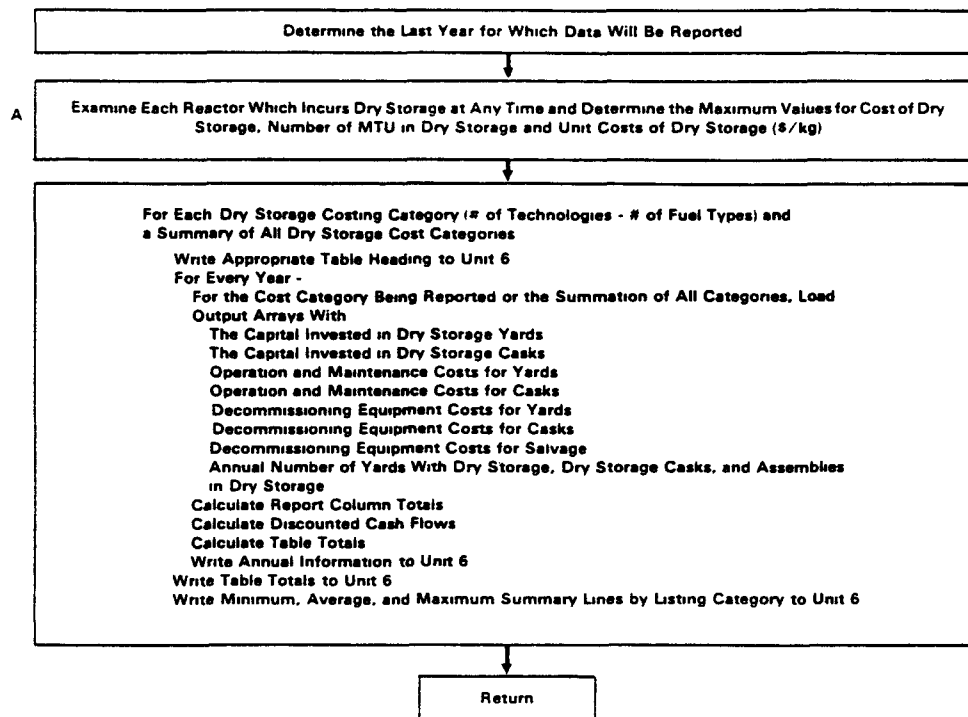 Determine the Last Year for Which Data Will Be Reported
A
Examine Each Reactor Which Incurs Dry Storage at Any Time and Determine the Maximum Values for Cost of Dry
Storage, Number of MTU in Dry Storage and Unit Costs of Dry Storage ($/kg)
For Each Dry Storage Costing Category (# of Technologies - # of Fuel Types) and
a Summary of All Dry Storage Cost Categories
Write Appropriate Table Heading to Unit 6
For Every Year -
For the Cost Category Being Reported or the Summation of All Categories, Load
Output Arrays With
The Capital Invested in Dry Storage Yards
The Capital Invested in Dry Storage Casks
Operation and Maintenance Costs for Yards
Operation and Maintenance Costs for Casks
Decommissioning Equipment Costs for Yards
Decommissioning Equipment Costs for Casks
Decommissioning Equipment Costs for Salvage
Annual Number of Yards With Dry Storage, Dry Storage Casks, and Assemblies
in Dry Storage
Calculate Report Column Totals
Calculate Discounted Cash Flows
Calculate Table Totals
Write Annual Information to Unit 6
Write Table Totals to Unit 6
Write Minimum, Average, and Maximum Summary Lines by Listing Category to Unit 6
Return